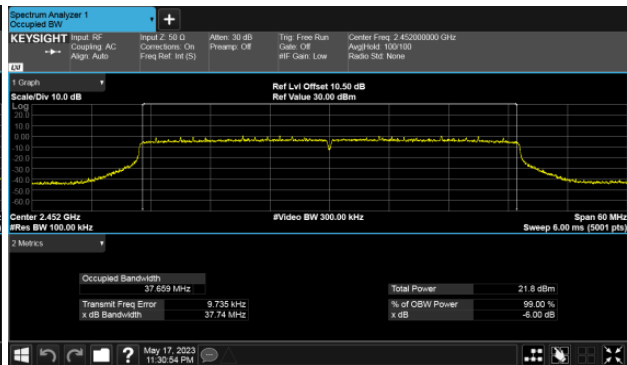 Spectrum Analyzer 1
Occupied BW
+
KEYSIGHT Input: RF Input Z: 50 Ω Atten: 30 dB Trig: Free Run Center Freq: 2.452000000 GHz
Coupling: AC Corrections: On Preamp: Off Gate: Off Avg|Hold: 100/100
Align: Auto Freq Ref: Int (S) #IF Gain: Low Radio Std: None
LXI
1 Graph
Ref Lvl Offset 10.50 dB
Scale/Div 10.0 dB Ref Value 30.00 dBm
Log
20.0
10.0
0.00
-10.0
-20.0
-30.0
-40.0
-50.0
-60.0
Center 2.452 GHz #Video BW 300.00 kHz Span 60 MHz
#Res BW 100.00 kHz Sweep 6.00 ms (5001 pts)
2 Metrics
Occupied Bandwidth
37.659 MHz Total Power 21.8 dBm
Transmit Freq Error 9.735 kHz % of OBW Power 99.00 %
x dB Bandwidth 37.74 MHz x dB -6.00 dB
?
May 17, 2023
11:30:54 PM